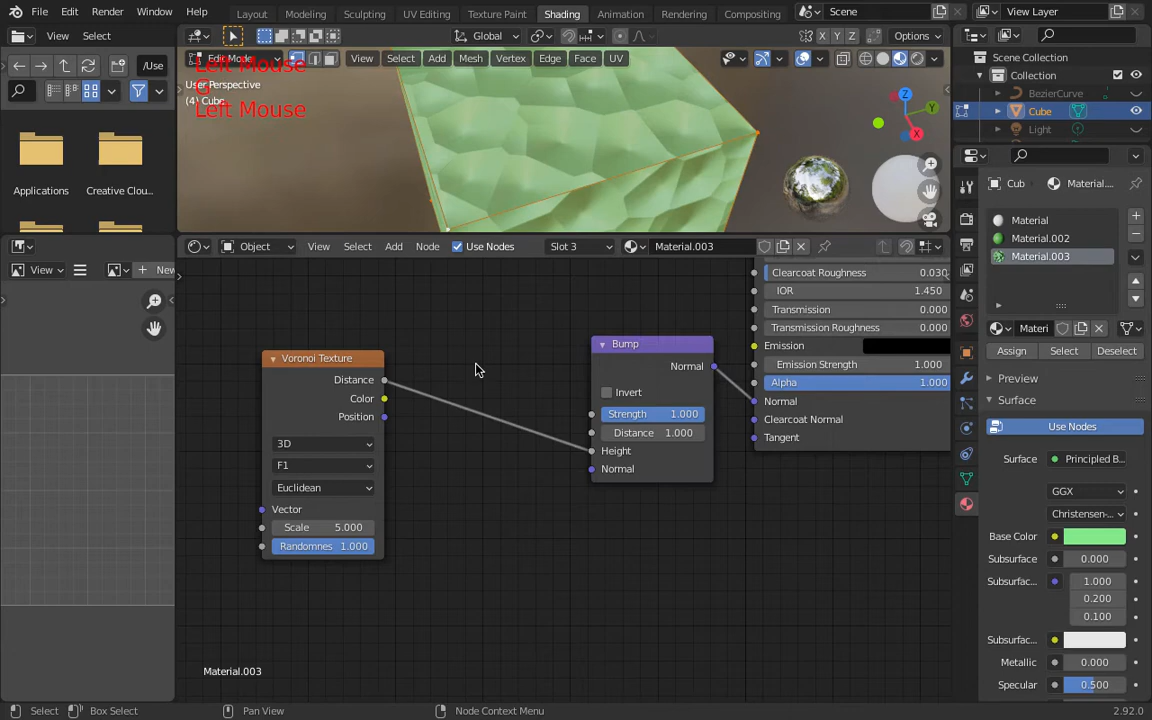 File Edit Render Window Help
Layout Modeling Sculpting UV Editing Texture Paint Shading Animation Rendering Compositing
Scene View Layer
View Select
Global Options
Edit Mode View Select Add Mesh Vertex Edge Face UV
/Use
Left Mouse
G
Left Mouse
User Perspective
(4) Cube
Applications Creative Clou...
Scene Collection
Collection
BezierCurve
Cube
Light
Cub Material....
Material
Material.002
Material.003
Materi
Assign Select Deselect
Preview
Surface
Use Nodes
Surface Principled B...
GGX
Christensen-...
Base Color
Subsurface 0.000
Subsurfac... 1.000
0.200
0.100
Subsurfac...
Metallic 0.000
Specular 0.500
View New
Object View Select Add Node Use Nodes Slot 3 Material.003
Voronoi Texture
Distance
Color
Position
3D
F1
Euclidean
Vector
Scale 5.000
Randomnes 1.000
Bump
Normal
Invert
Strength 1.000
Distance 1.000
Height
Normal
Clearcoat Roughness 0.030
IOR 1.450
Transmission 0.000
Transmission Roughness 0.000
Emission
Emission Strength 1.000
Alpha 1.000
Normal
Clearcoat Normal
Tangent
Material.003
Select Box Select Pan View Node Context Menu 2.92.0
X Y Z
Z
Y
X